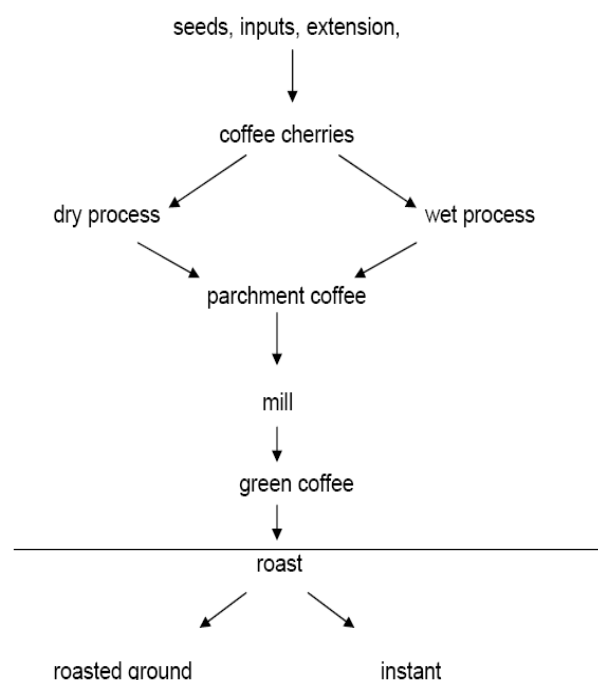 seeds, inputs, extension,
coffee cherries
dry process
wet process
parchment coffee
mill
green coffee
roast
roasted ground
instant